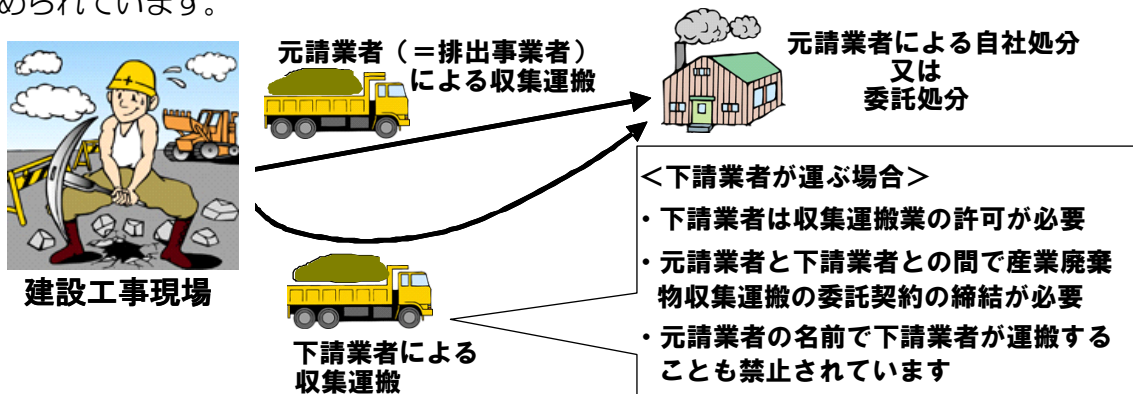 められています。
元請業者(=排出事業者)
による収集運搬
元請業者による自社処分
又は
委託処分
建設工事現場
下請業者による
収集運搬
<下請業者が運ぶ場合>
・下請業者は収集運搬業の許可が必要
・元請業者と下請業者との間で産業廃棄
物収集運搬の委託契約の締結が必要
・元請業者の名前で下請業者が運搬する
ことも禁止されています